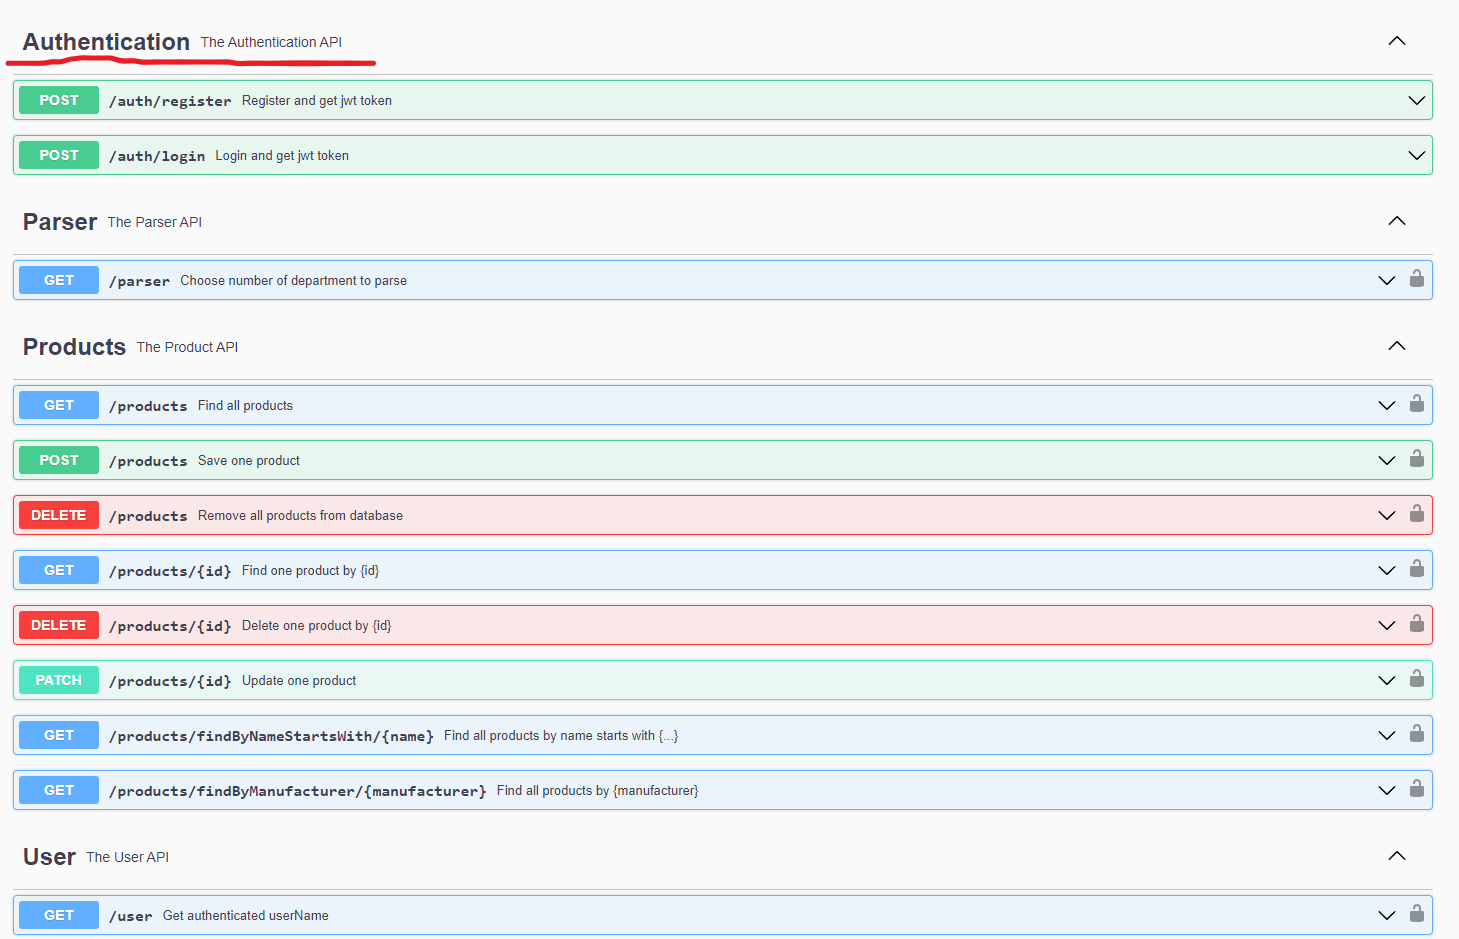 Authentication The Authentication API
POST /auth/register Register and get jwt token
POST /auth/login Login and get jwt token
Parser The Parser API
GET /parser Choose number of department to parse
Products The Product API
GET /products Find all products
POST /products Save one product
DELETE /products Remove all products from database
GET /products/{id} Find one product by {id}
DELETE /products/{id} Delete one product by {id}
PATCH /products/{id} Update one product
GET /products/findByNameStartsWith/{name} Find all products by name starts with {...}
GET /products/findByManufacturer/{manufacturer} Find all products by {manufacturer}
User The User API
GET /user Get authenticated userName